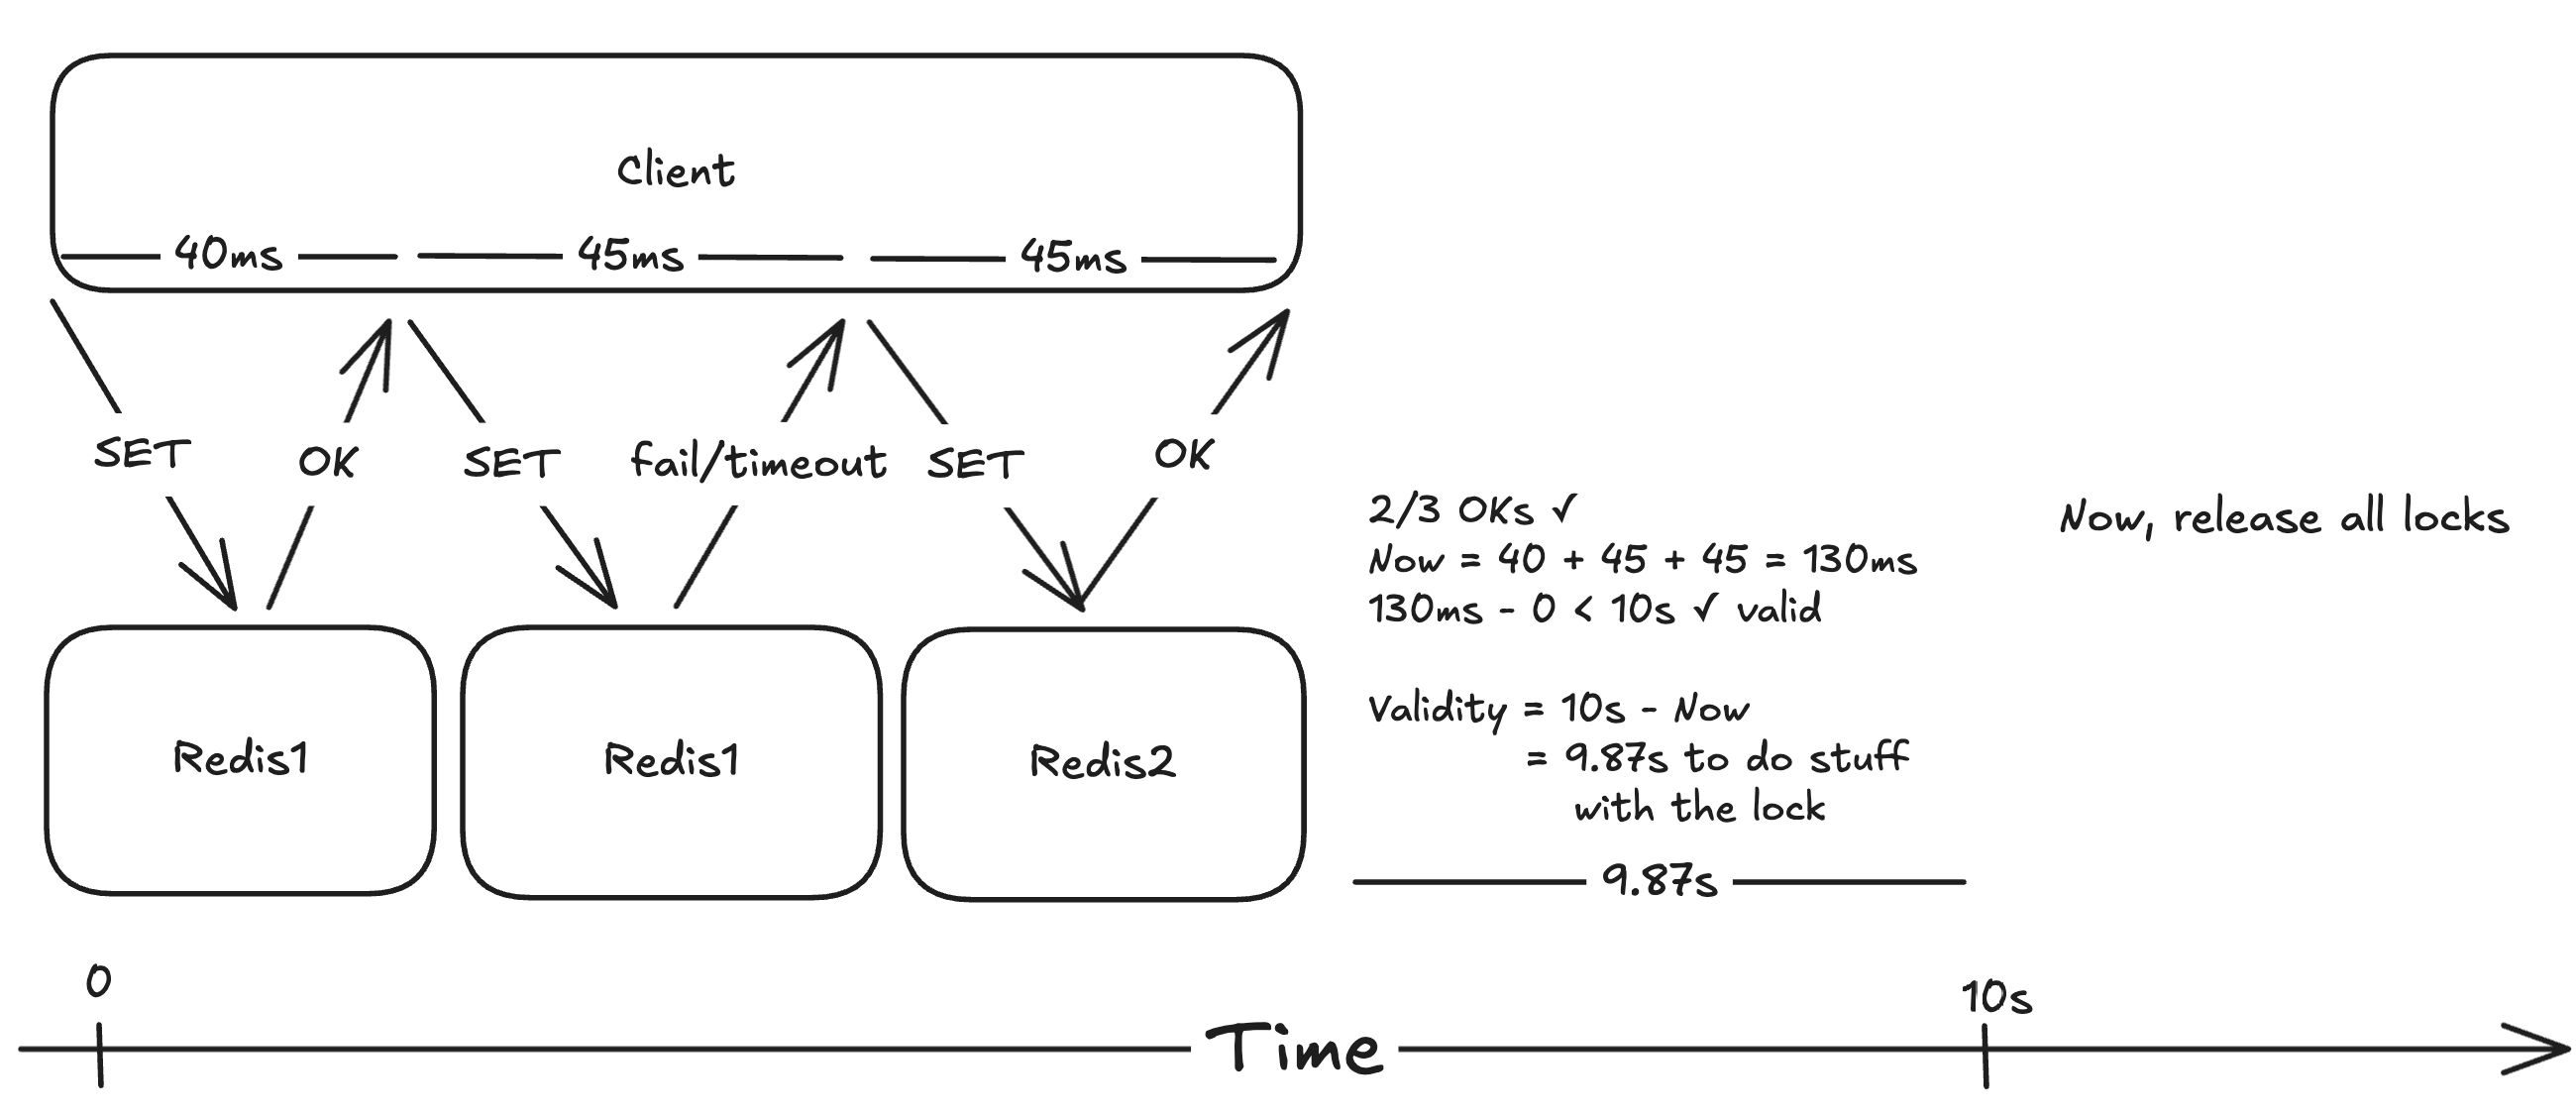 Client
40ms
45ms
45ms
SET
OK
SET
fail/timeout
SET
OK
2/3 OKs ✓
Now = 40 + 45 + 45 = 130ms
130ms - 0 < 10s ✓ valid
Validity = 10s - Now
= 9.87s to do stuff
with the lock
9.87s
Now, release all locks
Redis1
Redis1
Redis2
0
10s
Time